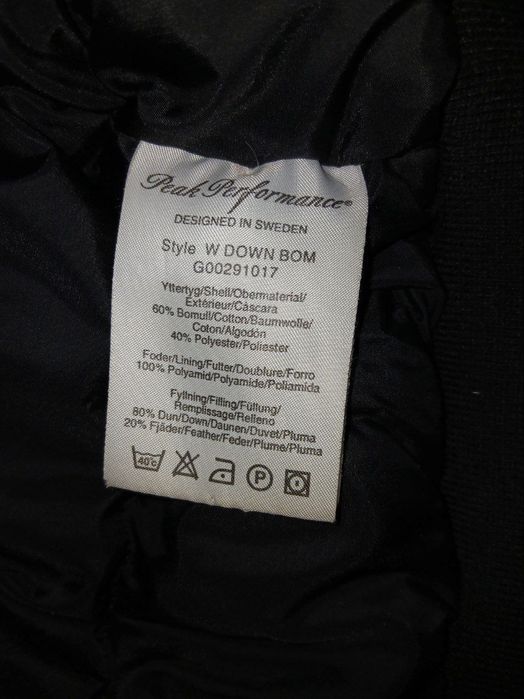 Peak Performance®
DESIGNED IN SWEDEN
Style W DOWN BOM
G00291017
Yttertyg/Shell/Obermaterial/
Extérieur/Càscara
60% Bomull/Cotton/Baumwolle/
Coton/Algodón
40% Polyester/Poliester
Foder/Lining/Futter/Doublure/Forro
100% Polyamid/Polyamide/Poliamida
Fyllning/Filling/Füllung/
Remplissage/Relleno
80% Dun/Down/Daunen/Duvet/Pluma
20% Fjäder/Feather/Feder/Plume/Pluma
40°C P